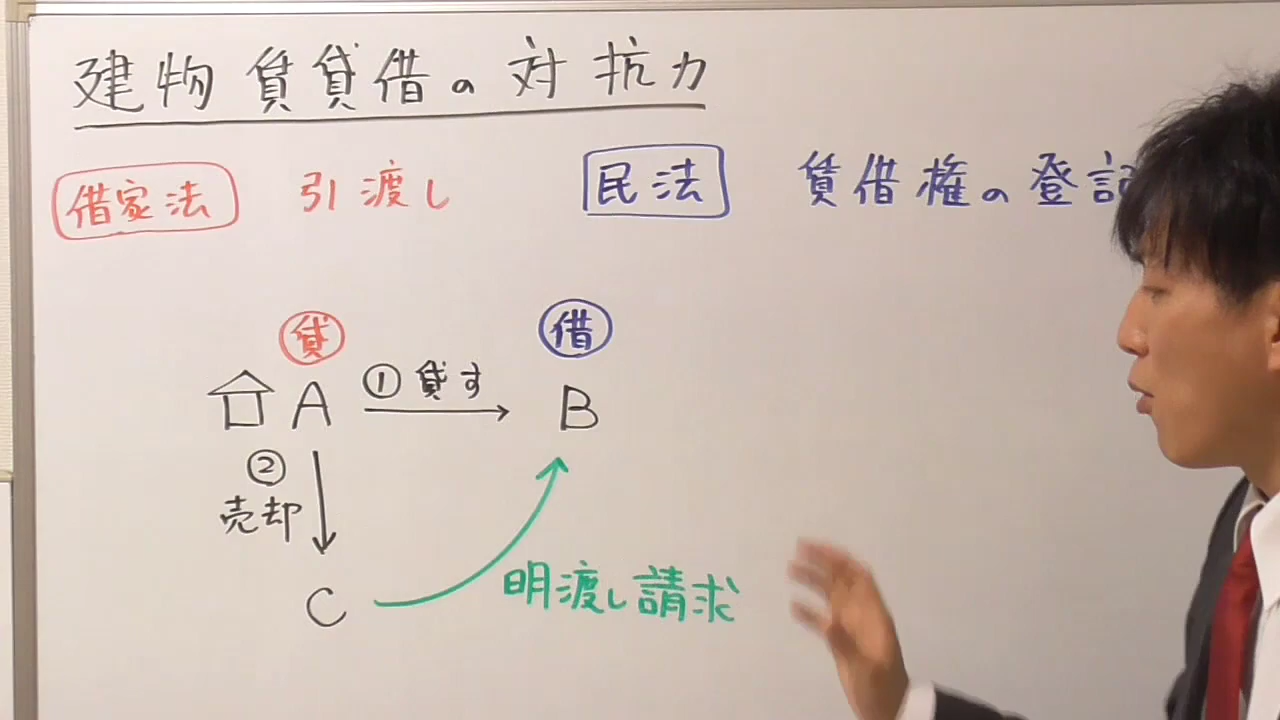 建物賃貸借の対抗力
借家法 引渡し 民法 賃借権の登記
貸 借
A ①貸す B
②
売却
C 明渡し請求